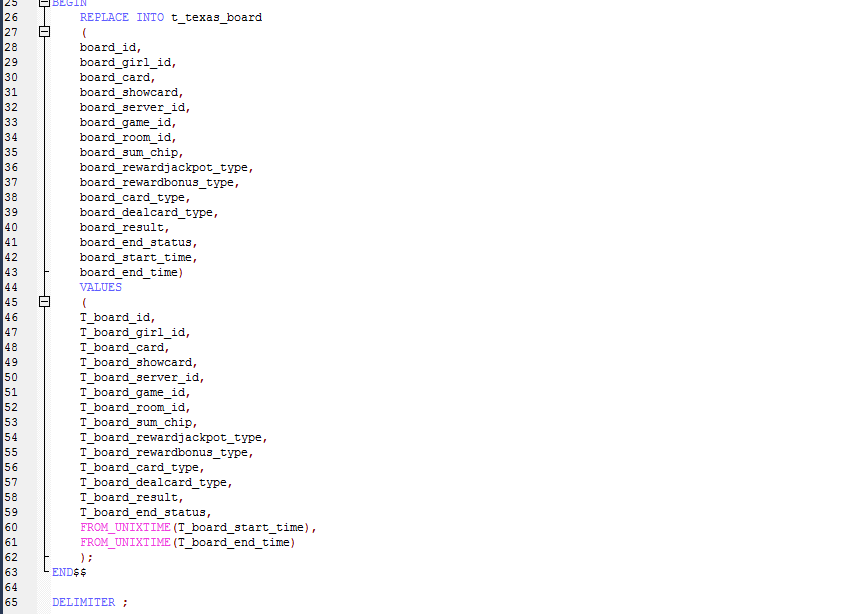 25 BEGIN
26 REPLACE INTO t_texas_board
27 (
28 board_id,
29 board_girl_id,
30 board_card,
31 board_showcard,
32 board_server_id,
33 board_game_id,
34 board_room_id,
35 board_sum_chip,
36 board_rewardjackpot_type,
37 board_rewardbonus_type,
38 board_card_type,
39 board_dealcard_type,
40 board_result,
41 board_end_status,
42 board_start_time,
43 board_end_time)
44 VALUES
45 (
46 T_board_id,
47 T_board_girl_id,
48 T_board_card,
49 T_board_showcard,
50 T_board_server_id,
51 T_board_game_id,
52 T_board_room_id,
53 T_board_sum_chip,
54 T_board_rewardjackpot_type,
55 T_board_rewardbonus_type,
56 T_board_card_type,
57 T_board_dealcard_type,
58 T_board_result,
59 T_board_end_status,
60 FROM_UNIXTIME(T_board_start_time),
61 FROM_UNIXTIME(T_board_end_time)
62 );
63 END$$
64
65 DELIMITER ;